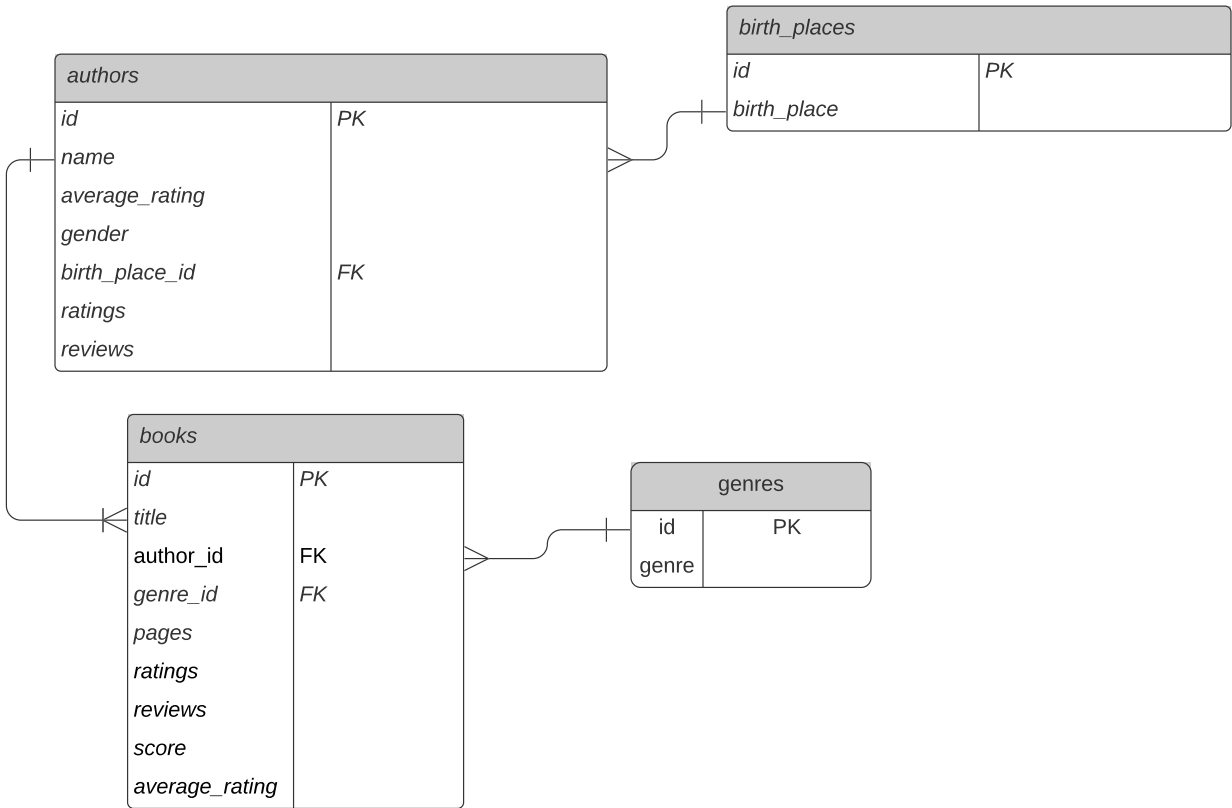 birth_places
id PK
birth_place
authors
id PK
name
average_rating
gender
birth_place_id FK
ratings
reviews
books
id PK
title
author_id FK
genre_id FK
pages
ratings
reviews
score
average_rating
genres
id PK
genre